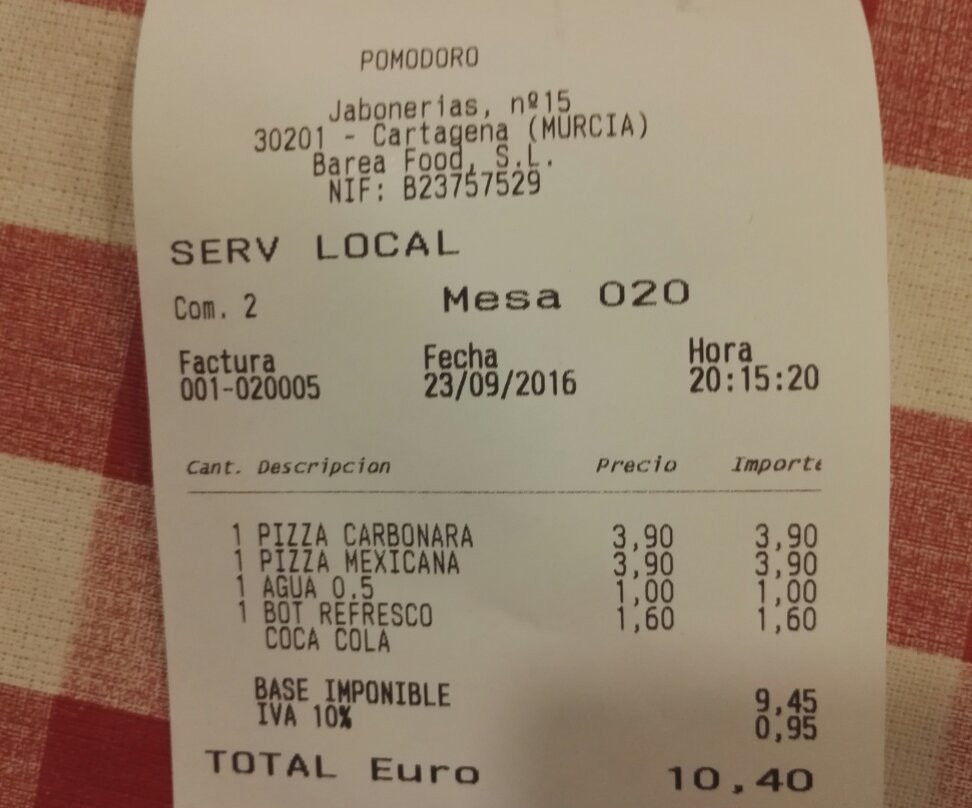 POMODORO
Jabonerias, nº15
30201 - Cartagena (MURCIA)
Barea Food, S.L.
NIF: B23757529
SERV LOCAL
Com. 2 Mesa 020
Factura Fecha Hora
001-020005 23/09/2016 20:15:20
Cant. Descripcion Precio Importe
1 PIZZA CARBONARA 3,90 3,90
1 PIZZA MEXICANA 3,90 3,90
1 AGUA 0.5 1,00 1,00
1 BOT REFRESCO 1,60 1,60
COCA COLA
BASE IMPONIBLE 9,45
IVA 10% 0,95
TOTAL Euro 10,40